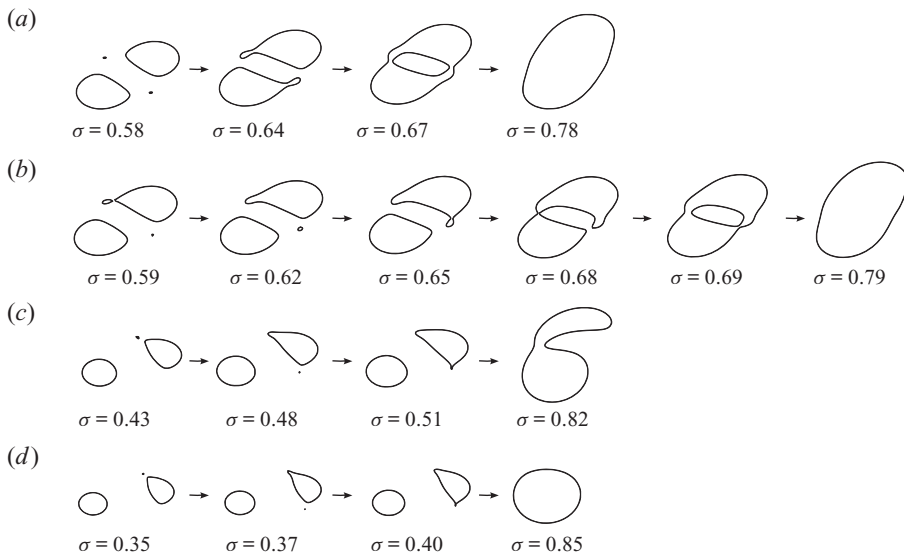 (a)
σ = 0.58 σ = 0.64 σ = 0.67 σ = 0.78
(b)
σ = 0.59 σ = 0.62 σ = 0.65 σ = 0.68 σ = 0.69 σ = 0.79
(c)
σ = 0.43 σ = 0.48 σ = 0.51 σ = 0.82
(d)
σ = 0.35 σ = 0.37 σ = 0.40 σ = 0.85